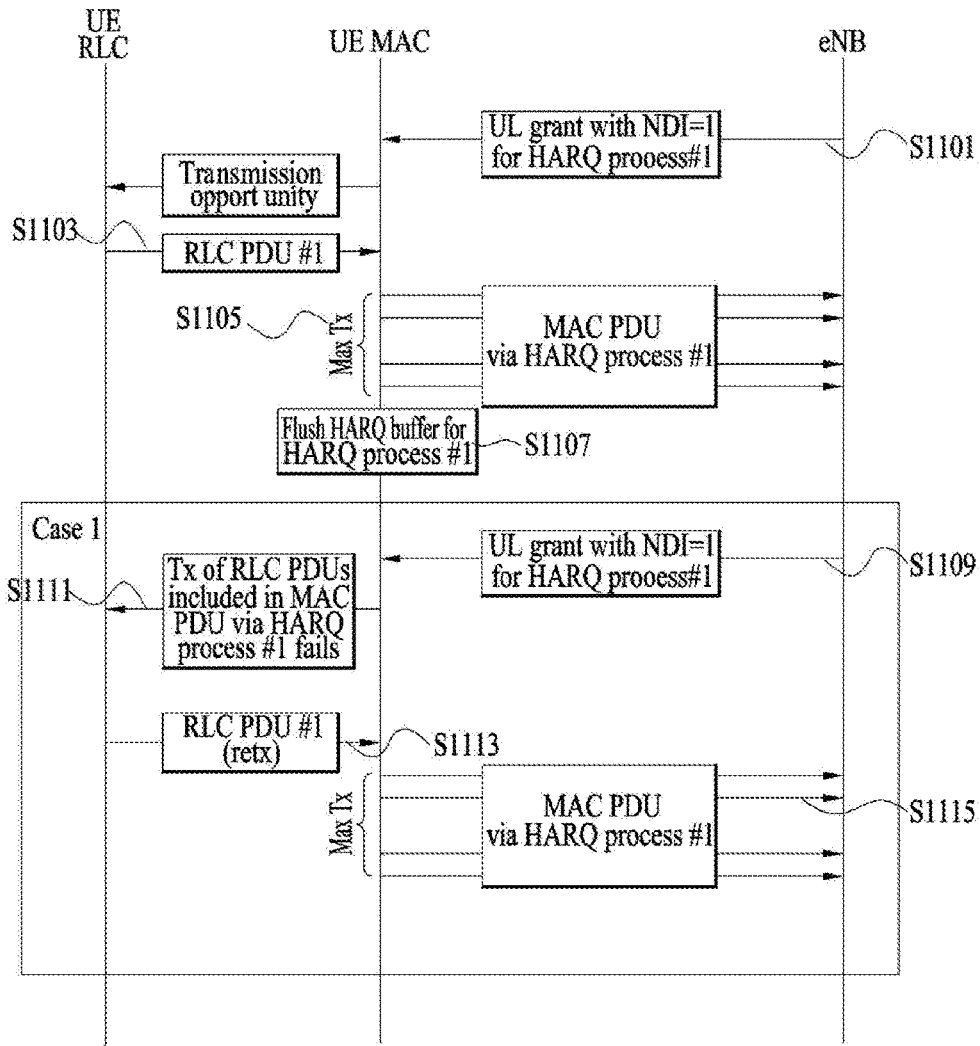 UE
RLC
UE MAC
eNB
UL grant with NDI=1
for HARQ prooess#1
S1101
Transmission
opport unity
S1103
RLC PDU #1
S1105
Max Tx
MAC PDU
via HARQ process #1
Flush HARQ buffer for
HARQ process #1
S1107
Case 1
UL grant with NDI=1
for HARQ prooess#1
S1109
S1111
Tx of RLC PDUs
included in MAC
PDU via HARQ
process #1 fails
RLC PDU #1
(retx)
S1113
Max Tx
MAC PDU
via HARQ process #1
S1115